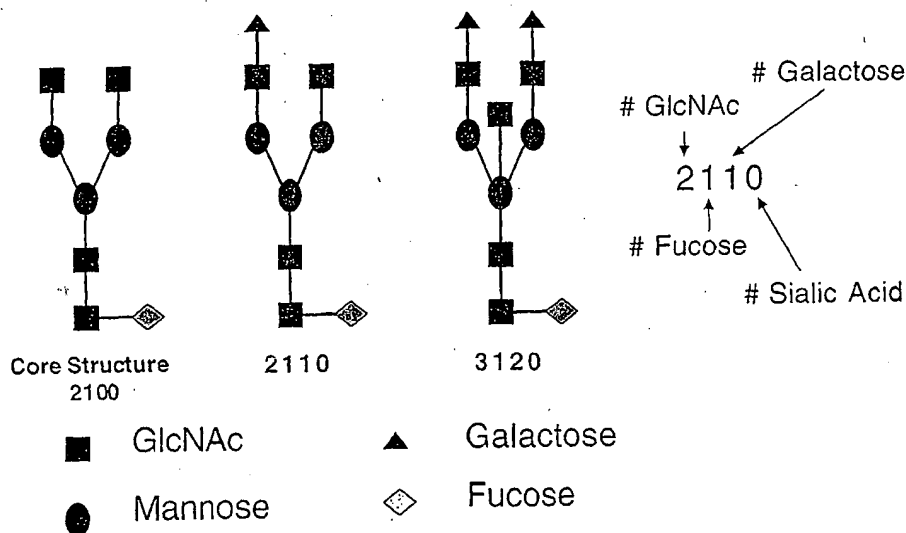 # Galactose
# GlcNAc
2110
# Fucose
# Sialic Acid
Core Structure
2100
2110
3120
GlcNAc
Galactose
Mannose
Fucose